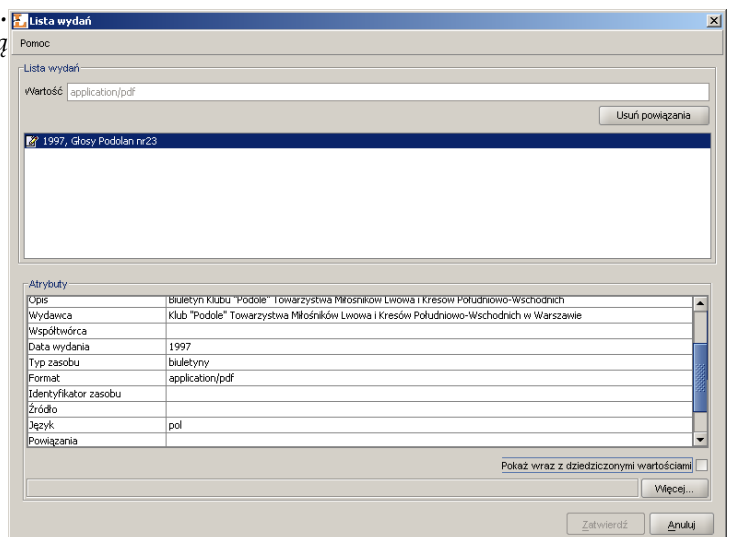 Lista wydań
ą
Pomoc
Lista wydań
Wartość application/pdf
Usuń powiązania
1997, Głosy Podolan nr23
Atrybuty
Opis Biuletyn Klubu "Podole" Towarzystwa Miłośników Lwowa i Kresów Południowo-Wschodnich
Wydawca Klub "Podole" Towarzystwa Miłośników Lwowa i Kresów Południowo-Wschodnich w Warszawie
Współtwórca
Data wydania 1997
Typ zasobu biuletyny
Format application/pdf
Identyfikator zasobu
Źródło
Język pol
Powiązania
Pokaż wraz z dziedziczonymi wartościami
Więcej...
Zatwierdź Anuluj